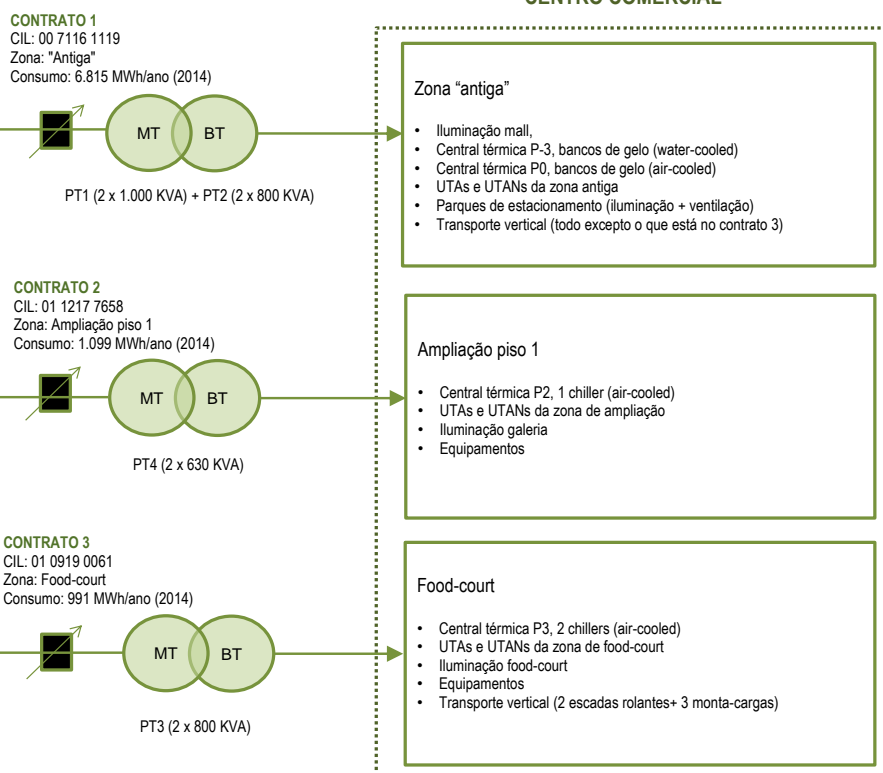 CENTRO COMERCIAL
CONTRATO 1
CIL: 00 7116 1119
Zona: "Antiga"
Consumo: 6.815 MWh/ano (2014)
MT
BT
PT1 (2 x 1.000 KVA) + PT2 (2 x 800 KVA)
Zona “antiga”
• Iluminação mall,
• Central térmica P-3, bancos de gelo (water-cooled)
• Central térmica P0, bancos de gelo (air-cooled)
• UTAs e UTANs da zona antiga
• Parques de estacionamento (iluminação + ventilação)
• Transporte vertical (todo excepto o que está no contrato 3)
CONTRATO 2
CIL: 01 1217 7658
Zona: Ampliação piso 1
Consumo: 1.099 MWh/ano (2014)
MT
BT
PT4 (2 x 630 KVA)
Ampliação piso 1
• Central térmica P2, 1 chiller (air-cooled)
• UTAs e UTANs da zona de ampliação
• Iluminação galeria
• Equipamentos
CONTRATO 3
CIL: 01 0919 0061
Zona: Food-court
Consumo: 991 MWh/ano (2014)
MT
BT
PT3 (2 x 800 KVA)
Food-court
• Central térmica P3, 2 chillers (air-cooled)
• UTAs e UTANs da zona de food-court
• Iluminação food-court
• Equipamentos
• Transporte vertical (2 escadas rolantes+ 3 monta-cargas)